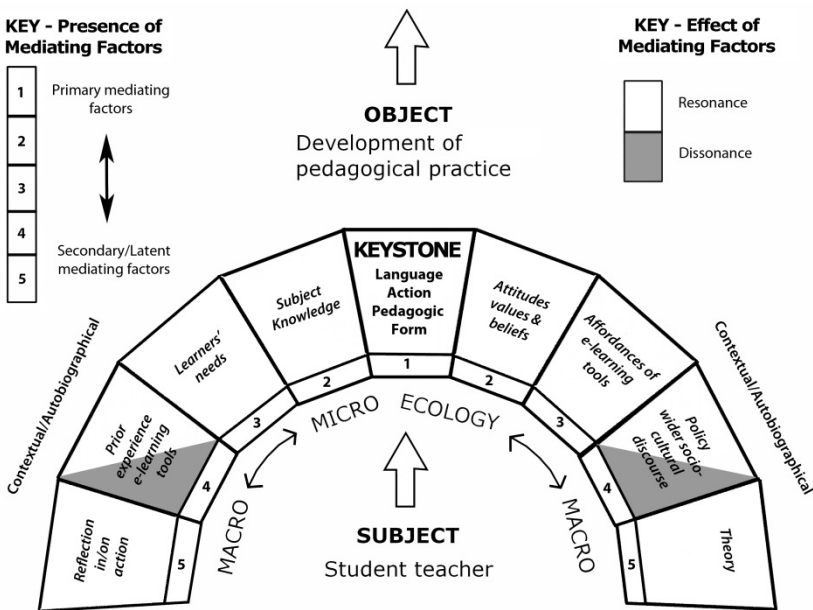 KEY - Presence of
Mediating Factors
1
2
3
4
5
Primary mediating
factors
Secondary/Latent
mediating factors
OBJECT
Development of
pedagogical practice
KEY - Effect of
Mediating Factors
Resonance
Dissonance
Contextual/Autobiographical
Reflection
in/on
action
5
Prior
experience
e-learning
tools
4
Learners'
needs
3
Subject
Knowledge
2
KEYSTONE
Language
Action
Pedagogic
Form
1
Attitudes
values &
beliefs
2
Affordances of
e-learning
tools
3
Policy
wider socio-
cultural
discourse
4
Theory
5
Contextual/Autobiographical
MACRO
MICRO ECOLOGY
MACRO
SUBJECT
Student teacher